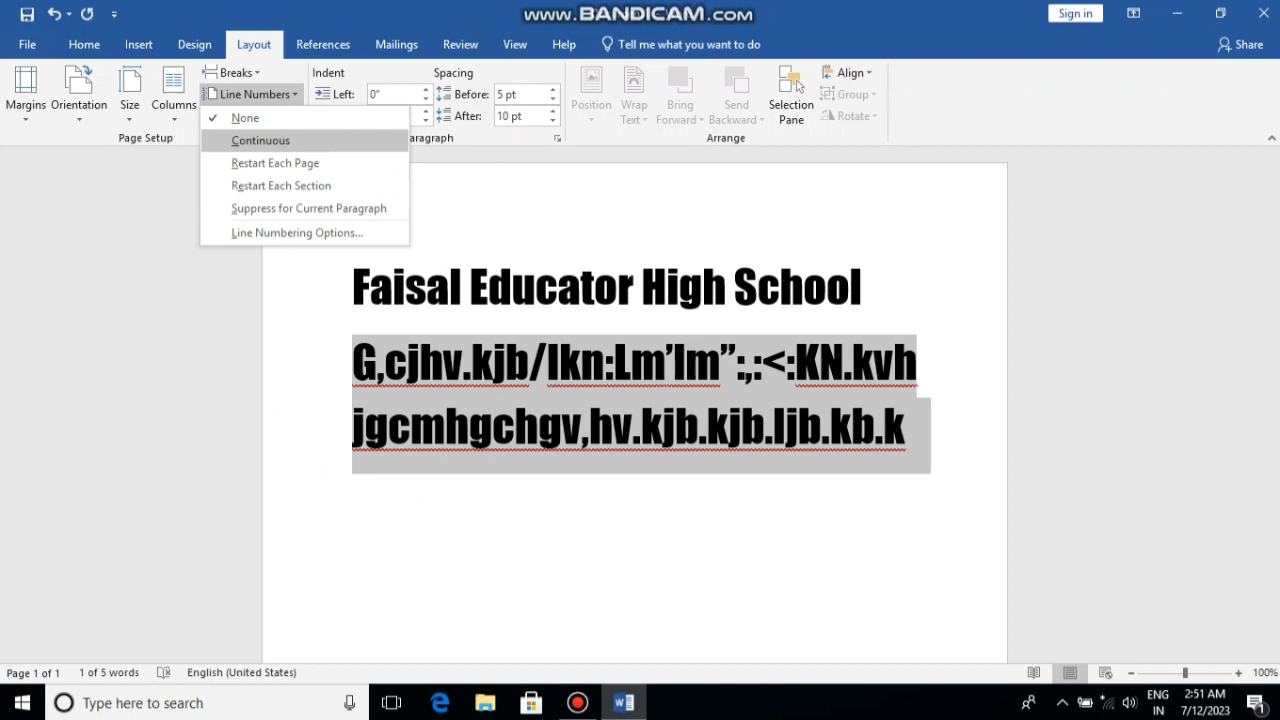 www.BANDICAM.com
Sign in
File Home Insert Design Layout References Mailings Review View Help Tell me what you want to do Share
Margins Orientation Size Columns
Breaks
Line Numbers
Page Setup
None
Continuous
Restart Each Page
Restart Each Section
Suppress for Current Paragraph
Line Numbering Options...
Indent
Left: 0"
Spacing
Before: 5 pt
After: 10 pt
aragraph
Position Wrap Text Bring Forward Send Backward Selection Pane
Align
Group
Rotate
Arrange
Faisal Educator High School
G,cjhv.kjb/lkn:Lm’lm”:,:<:KN.kvh
jgcmhgchgv,hv.kjb.kjb.ljb.kb.k
Page 1 of 1 1 of 5 words English (United States) 100%
Type here to search
ENG
IN
2:51 AM
7/12/2023
1